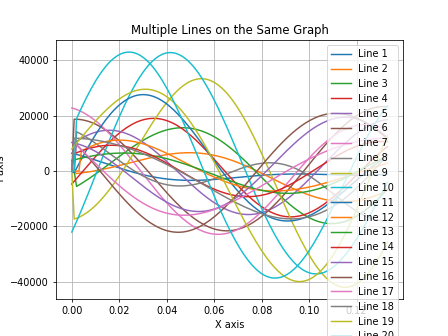 Multiple Lines on the Same Graph
40000
20000
0
−20000
−40000
0.00
0.02
0.04
0.06
0.08
0.10
X axis
axis
Line 1
Line 2
Line 3
Line 4
Line 5
Line 6
Line 7
Line 8
Line 9
Line 10
Line 11
Line 12
Line 13
Line 14
Line 15
Line 16
Line 17
Line 18
Line 19
Line 20